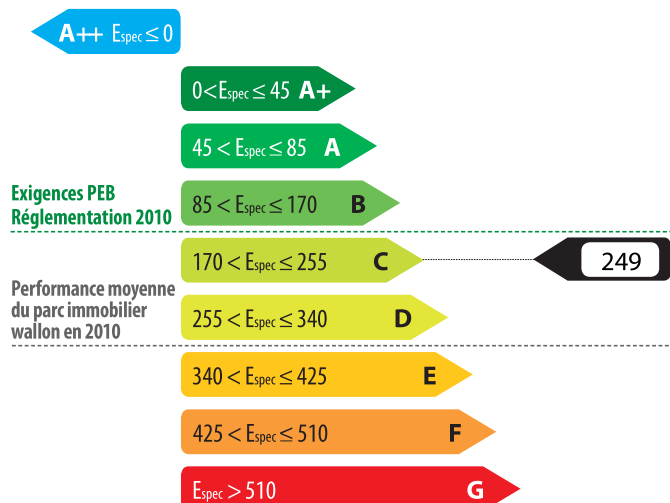 A++ Espec ≤ 0
0 < Espec ≤ 45 A+
45 < Espec ≤ 85 A
Exigences PEB
Réglementation 2010
85 < Espec ≤ 170 B
170 < Espec ≤ 255 C
249
Performance moyenne
du parc immobilier
wallon en 2010
255 < Espec ≤ 340 D
340 < Espec ≤ 425 E
425 < Espec ≤ 510 F
Espec > 510 G